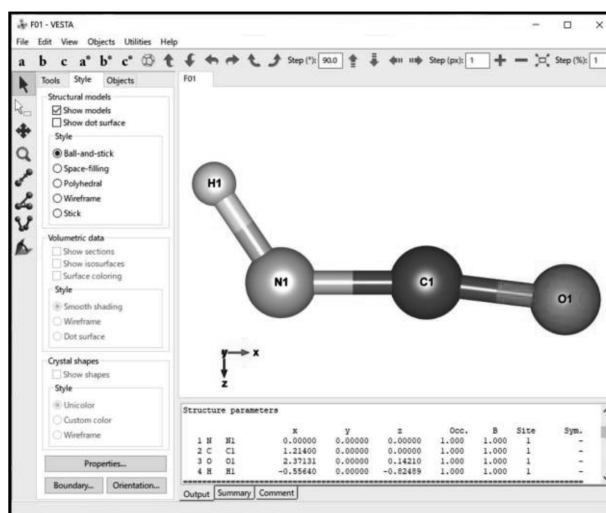 F01 - VESTA
File Edit View Objects Utilities Help
a b c a* b* c* Step (°): 90.0 Step (px): 1 Step (%): 1
Tools Style Objects
F01
Structural models
Show models
Show dot surface
Style
Ball-and-stick
Space-filling
Polyhedral
Wireframe
Stick
Volumetric data
Show sections
Show isosurfaces
Surface coloring
Style
Smooth shading
Wireframe
Dot surface
Crystal shapes
Show shapes
Style
Unicolor
Custom color
Wireframe
Properties...
Boundary... Orientation...
H1
N1 C1 O1
y x
z
Structure parameters
x y z Occ. B Site Sym.
1 N N1 0.00000 0.00000 0.00000 1.000 1.000 1 -
2 C C1 1.21400 0.00000 0.00000 1.000 1.000 1 -
3 O O1 2.37131 0.00000 0.14210 1.000 1.000 1 -
4 H H1 -0.55640 0.00000 -0.82489 1.000 1.000 1 -
Output Summary Comment